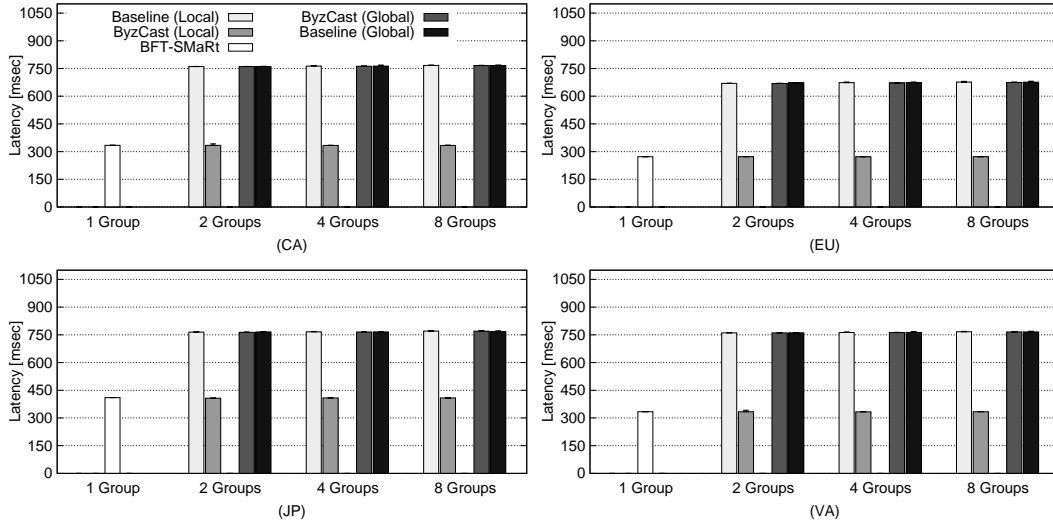 1050
900
750
600
450
300
150
0
Latency [msec]
Baseline (Local)
ByzCast (Local)
BFT-SMaRt
ByzCast (Global)
Baseline (Global)
1 Group
2 Groups
4 Groups
8 Groups
(CA)
1050
900
750
600
450
300
150
0
Latency [msec]
1 Group
2 Groups
4 Groups
8 Groups
(EU)
1050
900
750
600
450
300
150
0
Latency [msec]
1 Group
2 Groups
4 Groups
8 Groups
(JP)
1050
900
750
600
450
300
150
0
Latency [msec]
1 Group
2 Groups
4 Groups
8 Groups
(VA)